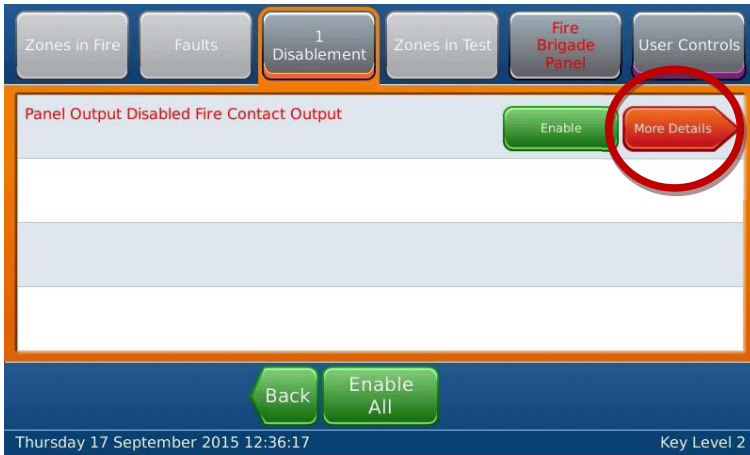 Zones in Fire
Faults
1
Disablement
Zones in Test
Fire
Brigade
Panel
User Controls
Panel Output Disabled Fire Contact Output
Enable
More Details
Back
Enable
All
Thursday 17 September 2015 12:36:17
Key Level 2